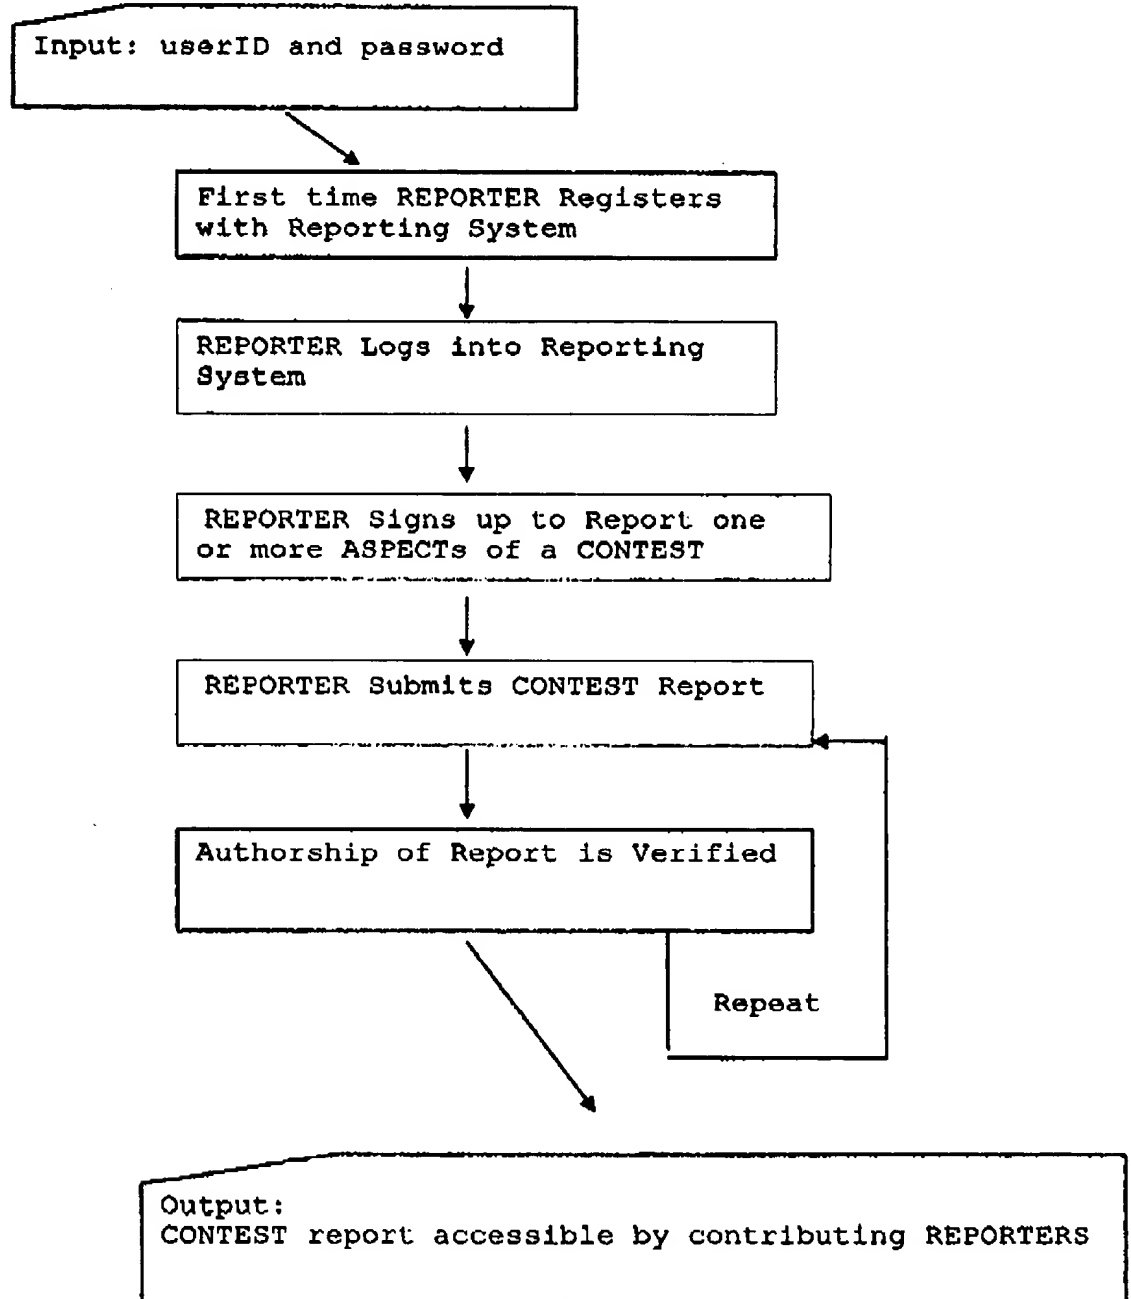 Input: userID and password
First time REPORTER Registers
with Reporting System
REPORTER Logs into Reporting
System
REPORTER Signs up to Report one
or more ASPECTs of a CONTEST
REPORTER Submits CONTEST Report
Authorship of Report is Verified
Repeat
Output:
CONTEST report accessible by contributing REPORTERS